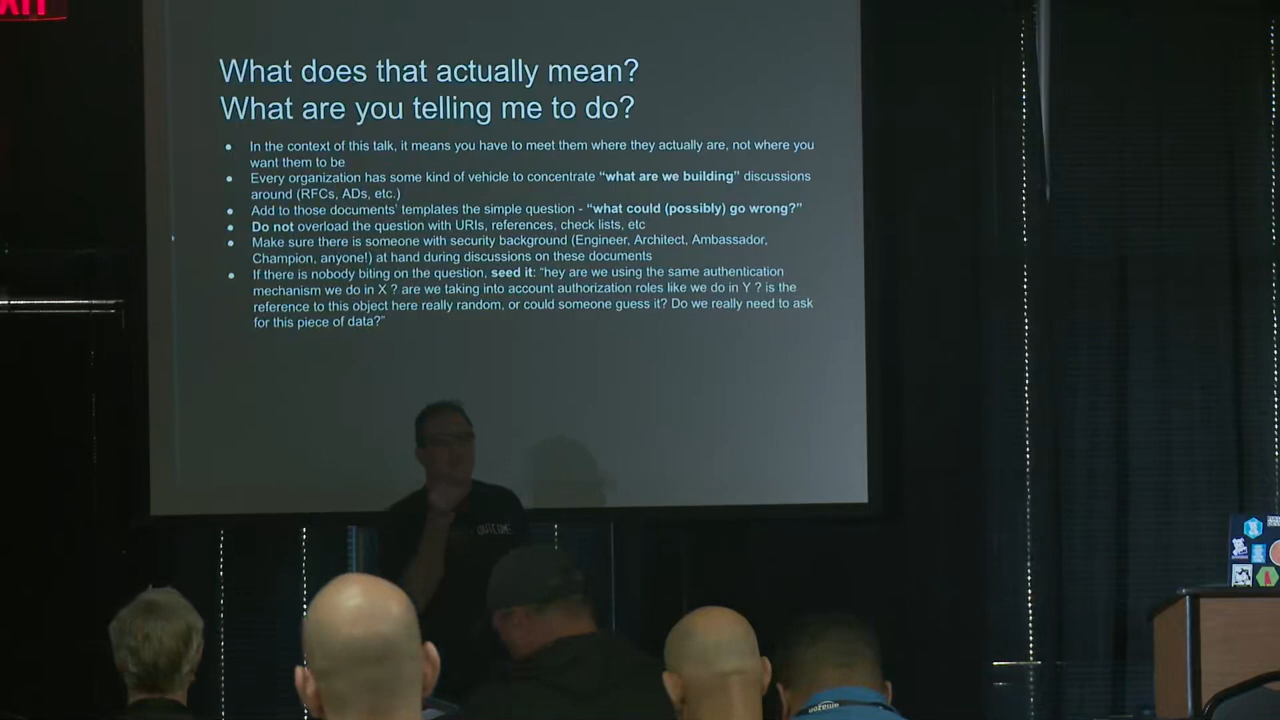 EXIT
What does that actually mean?
What are you telling me to do?
● In the context of this talk, it means you have to meet them where they actually are, not where you
want them to be
● Every organization has some kind of vehicle to concentrate “what are we building” discussions
around (RFCs, ADs, etc.)
● Add to those documents’ templates the simple question - “what could (possibly) go wrong?”
● Do not overload the question with URIs, references, check lists, etc
● Make sure there is someone with security background (Engineer, Architect, Ambassador,
Champion, anyone!) at hand during discussions on these documents
● If there is nobody biting on the question, seed it: “hey are we using the same authentication
mechanism we do in X ? are we taking into account authorization roles like we do in Y ? is the
reference to this object here really random, or could someone guess it? Do we really need to ask
for this piece of data?”
amazon